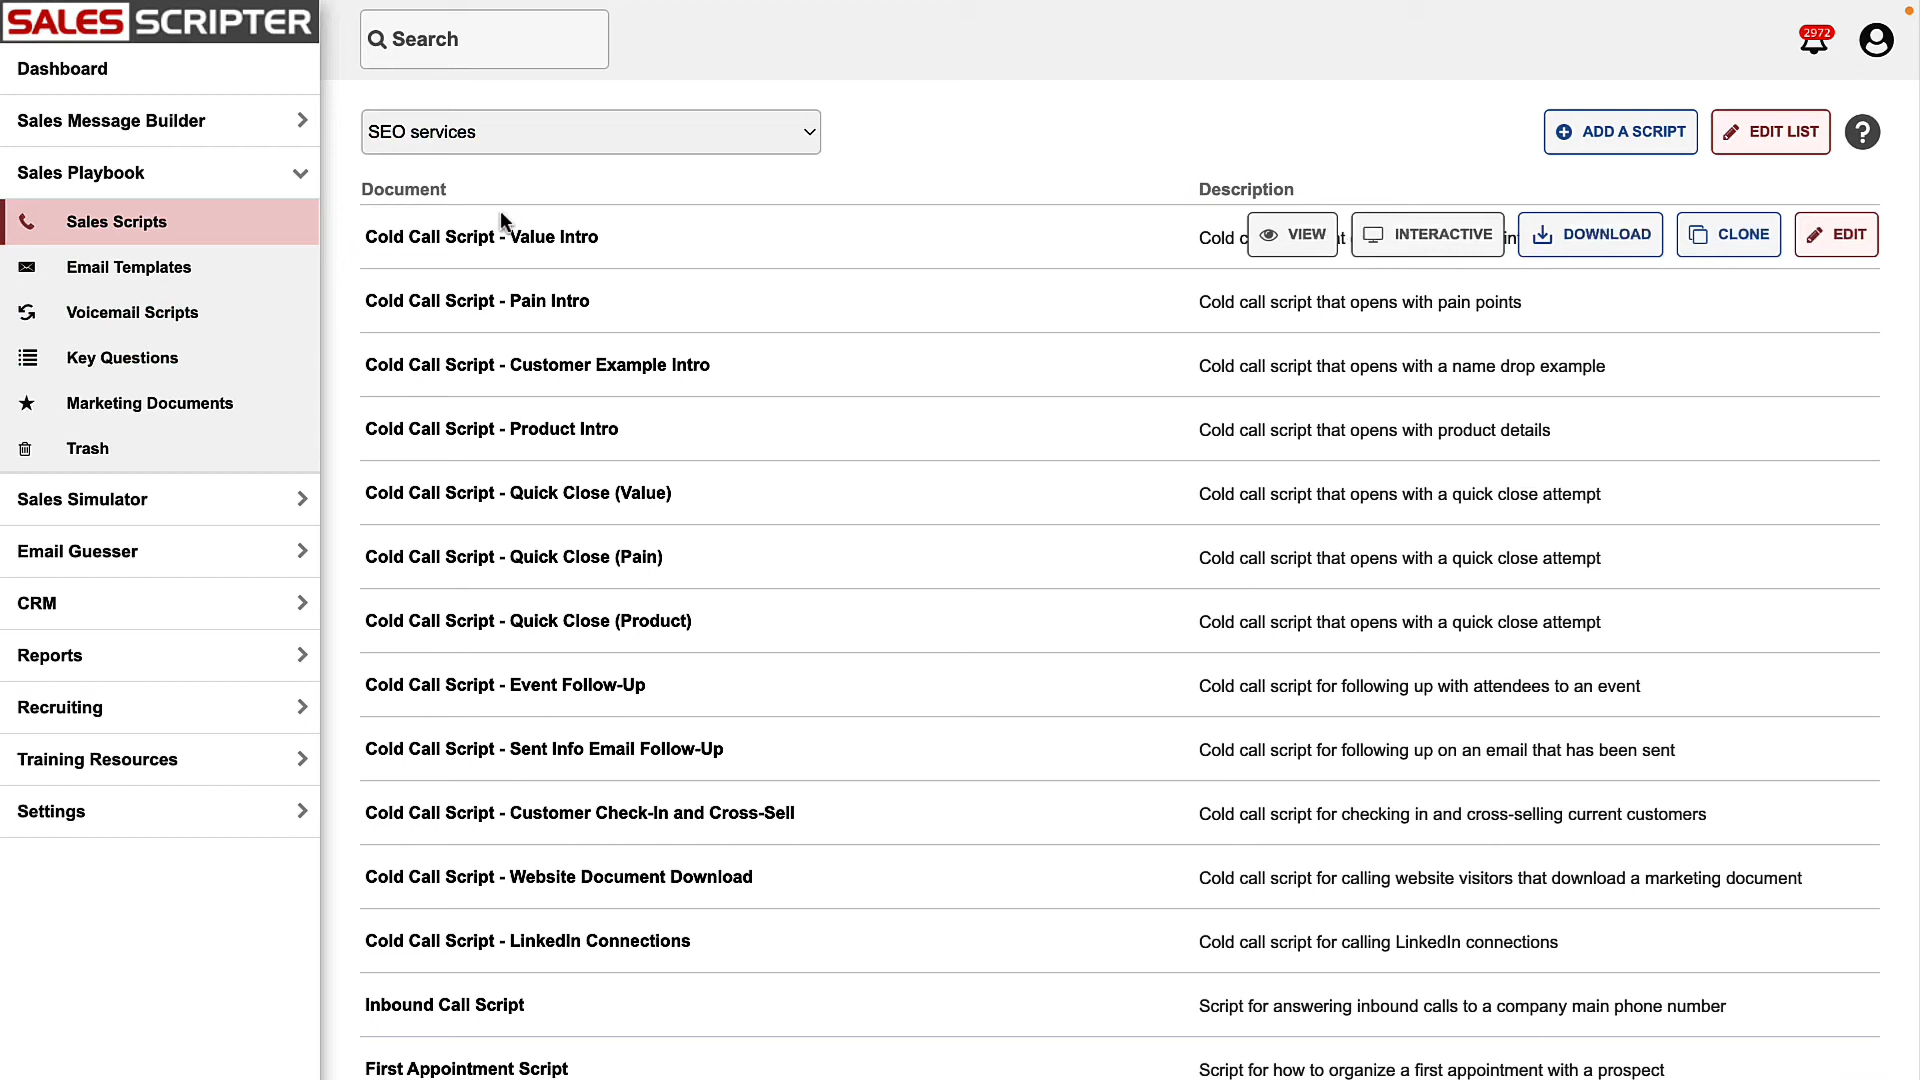 SALES SCRIPTER
Search
2972
Dashboard
Sales Message Builder
Sales Playbook
Sales Scripts
Email Templates
Voicemail Scripts
Key Questions
Marketing Documents
Trash
Sales Simulator
Email Guesser
CRM
Reports
Recruiting
Training Resources
Settings
SEO services
ADD A SCRIPT
EDIT LIST
?
Document Description
Cold Call Script - Value Intro
Cold
VIEW
INTERACTIVE
DOWNLOAD
CLONE
EDIT
Cold Call Script - Pain Intro Cold call script that opens with pain points
Cold Call Script - Customer Example Intro Cold call script that opens with a name drop example
Cold Call Script - Product Intro Cold call script that opens with product details
Cold Call Script - Quick Close (Value) Cold call script that opens with a quick close attempt
Cold Call Script - Quick Close (Pain) Cold call script that opens with a quick close attempt
Cold Call Script - Quick Close (Product) Cold call script that opens with a quick close attempt
Cold Call Script - Event Follow-Up Cold call script for following up with attendees to an event
Cold Call Script - Sent Info Email Follow-Up Cold call script for following up on an email that has been sent
Cold Call Script - Customer Check-In and Cross-Sell Cold call script for checking in and cross-selling current customers
Cold Call Script - Website Document Download Cold call script for calling website visitors that download a marketing document
Cold Call Script - LinkedIn Connections Cold call script for calling LinkedIn connections
Inbound Call Script Script for answering inbound calls to a company main phone number
First Appointment Script Script for how to organize a first appointment with a prospect